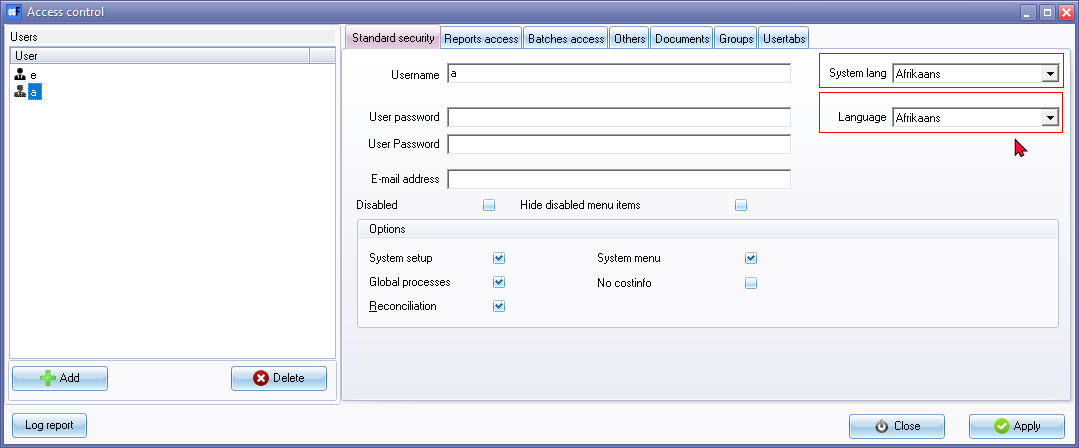 Access control
Users
User
e
a
Add
Delete
Log report
Standard security
Reports access
Batches access
Others
Documents
Groups
Usertabs
Username a
System lang Afrikaans
User password
Language Afrikaans
User Password
E-mail address
Disabled
Hide disabled menu items
Options
System setup
System menu
Global processes
No costinfo
Reconciliation
Close
Apply